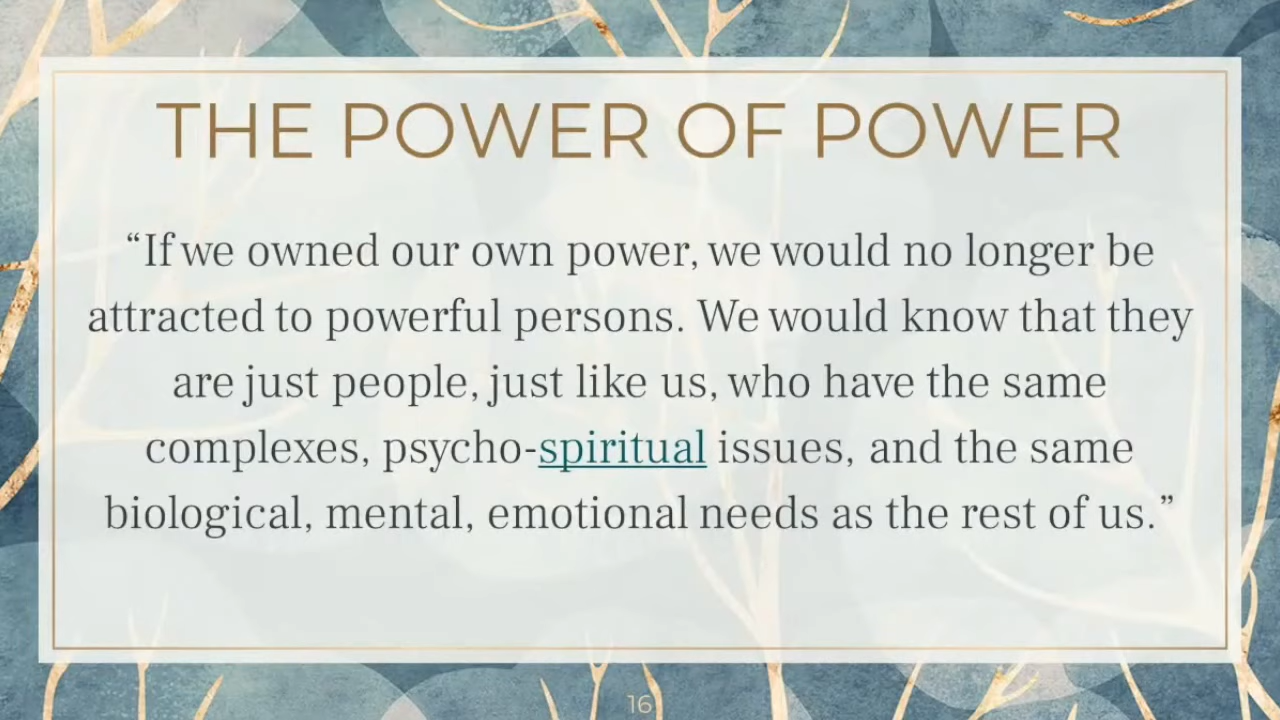 THE POWER OF POWER
“If we owned our own power, we would no longer be
attracted to powerful persons. We would know that they
are just people, just like us, who have the same
complexes, psycho-spiritual issues, and the same
biological, mental, emotional needs as the rest of us.”
16